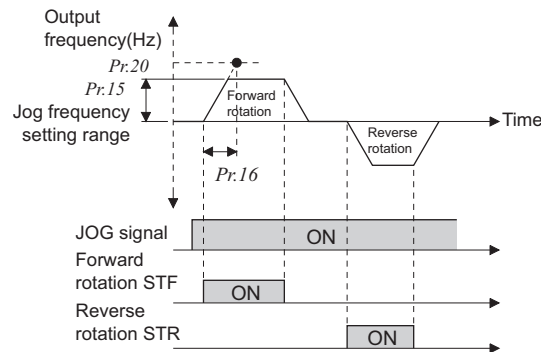 Output
frequency(Hz)
Pr.20
Pr.15
Jog frequency
setting range
Forward
rotation
Time
Reverse
rotation
Pr.16
JOG signal
ON
Forward
rotation STF
ON
Reverse
rotation STR
ON